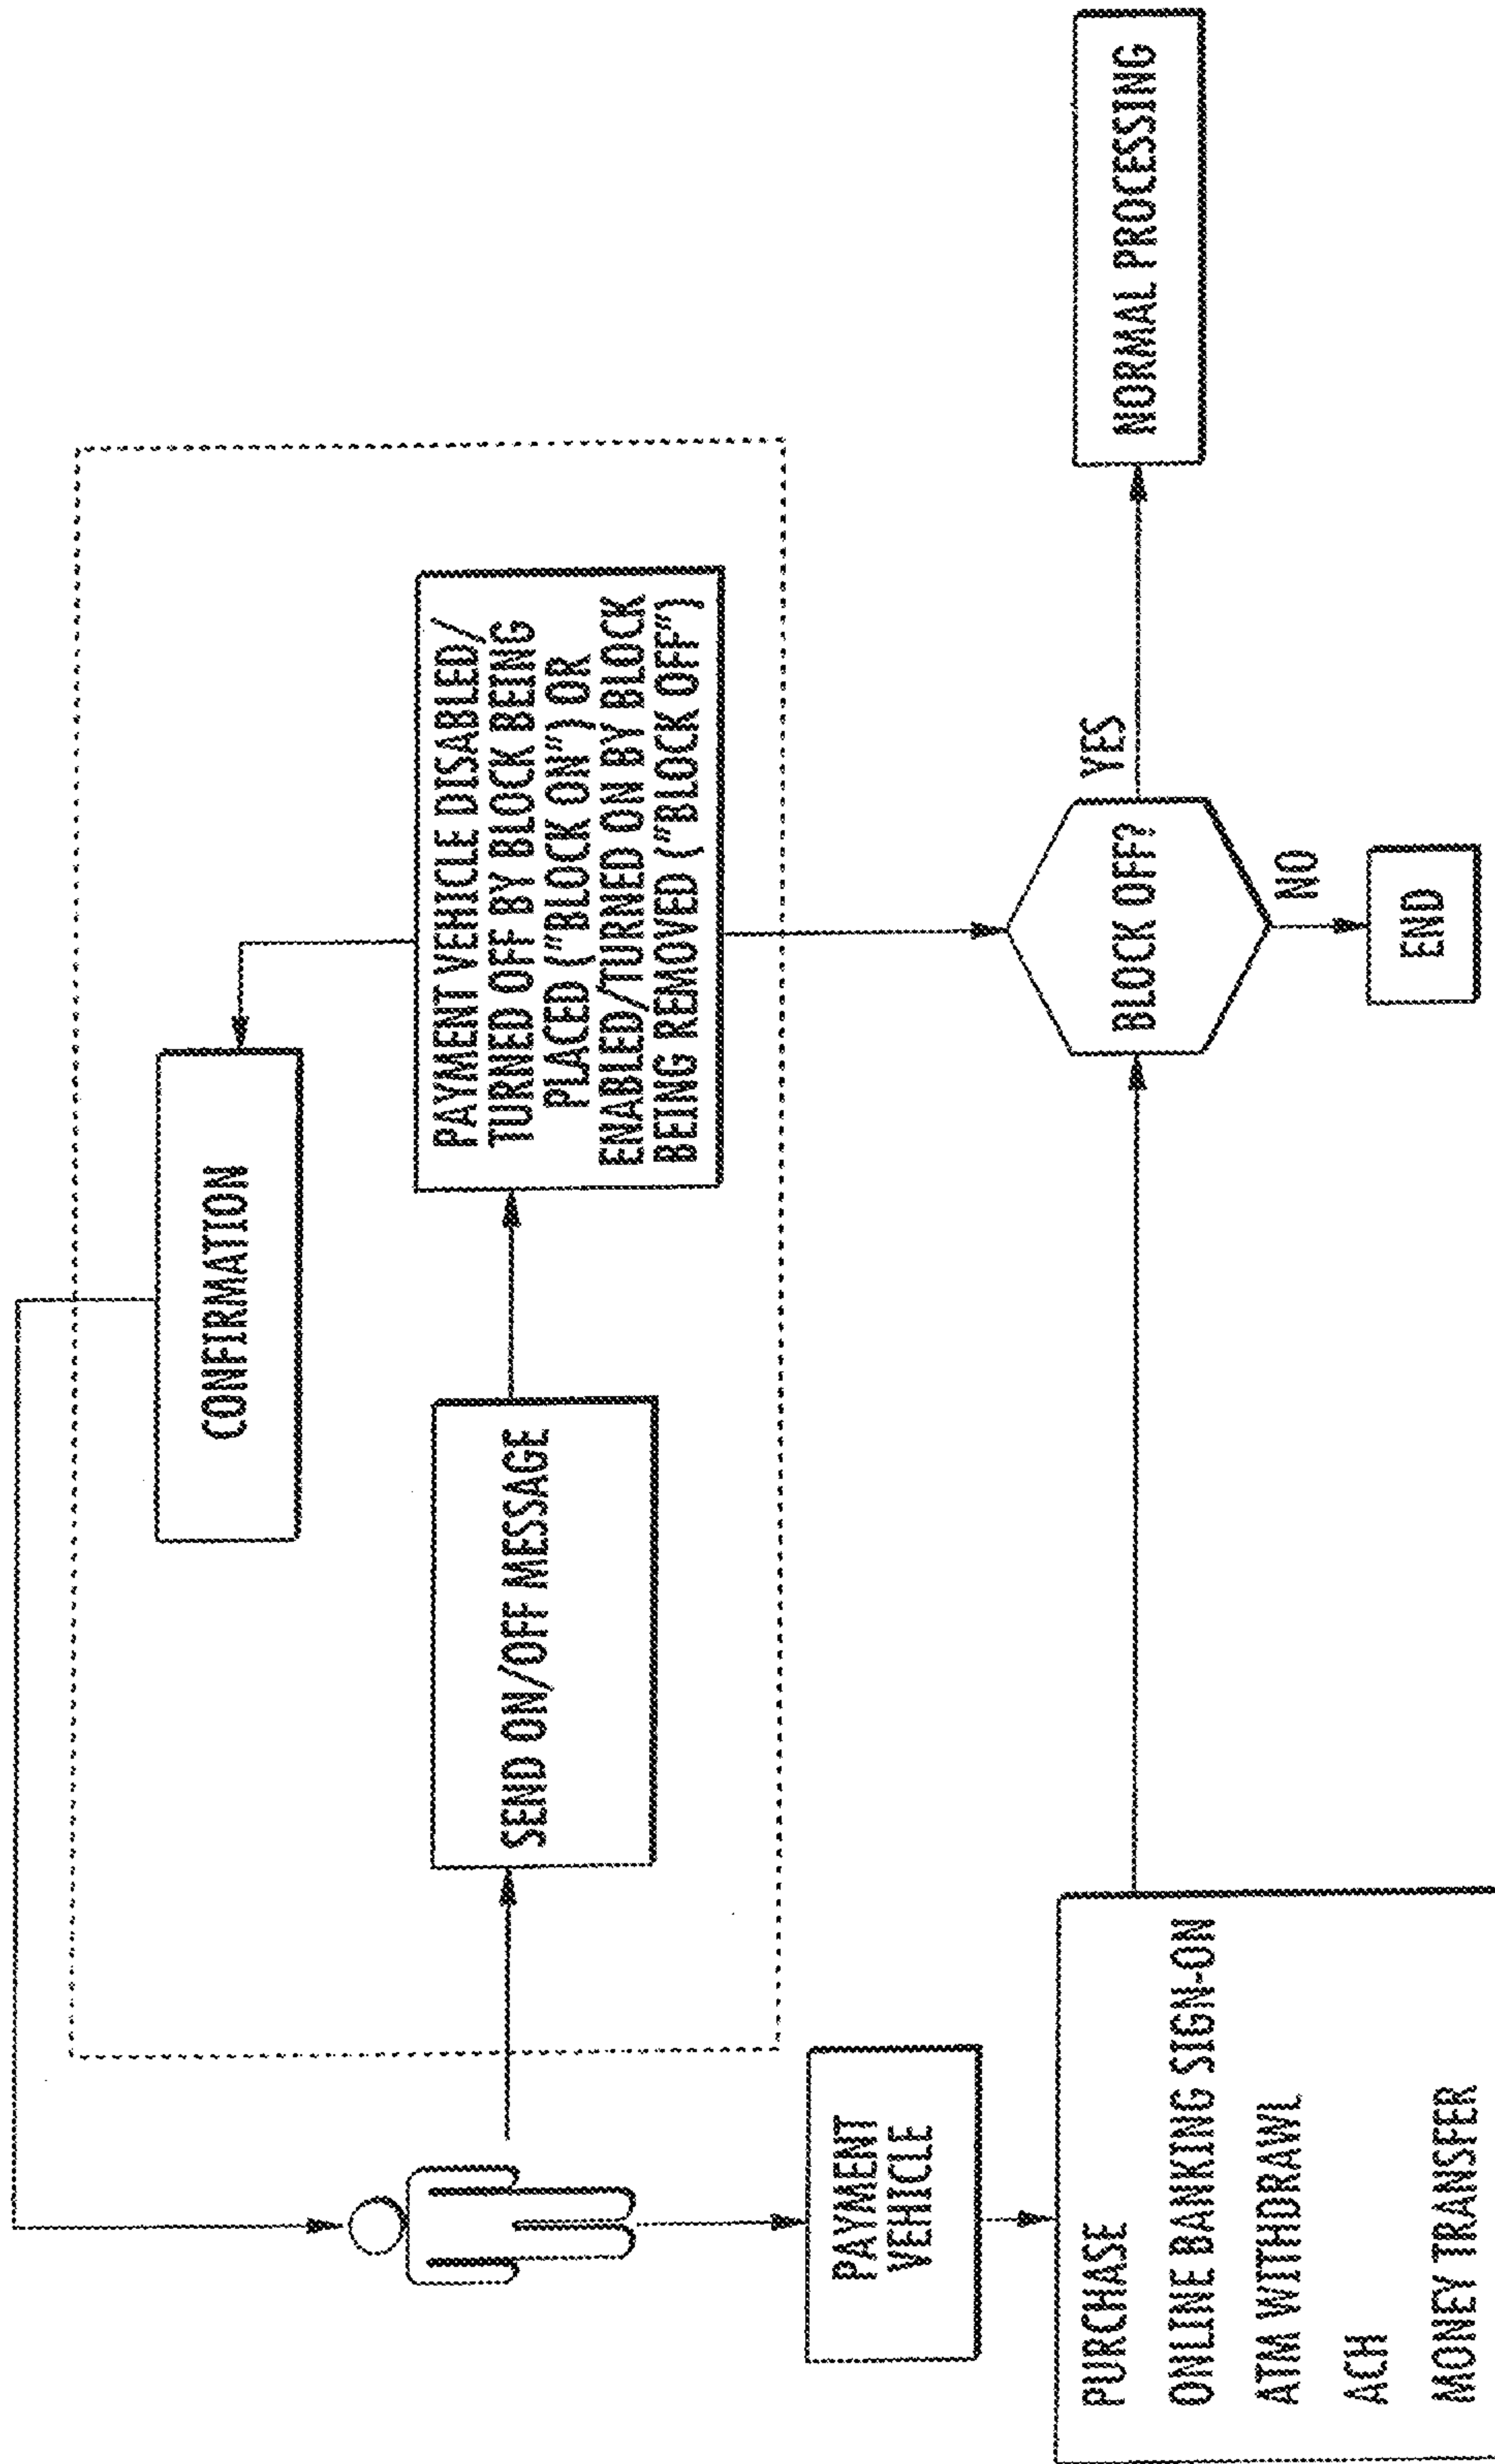 CONFIRMATION
SEND ON/OFF MESSAGE
PAYMENT VEHICLE DISABLED/
TURNED OFF BY BLOCK BEING
PLACED ("BLOCK ON") OR
ENABLED/TURNED ON BY BLOCK
BEING REMOVED ("BLOCK OFF")
PAYMENT
VEHICLE
PURCHASE
ONLINE BANKING SIGN-ON
ATM WITHDRAWL
ACH
MONEY TRANSFER
BLOCK OFF?
YES
NORMAL PROCESSING
NO
END